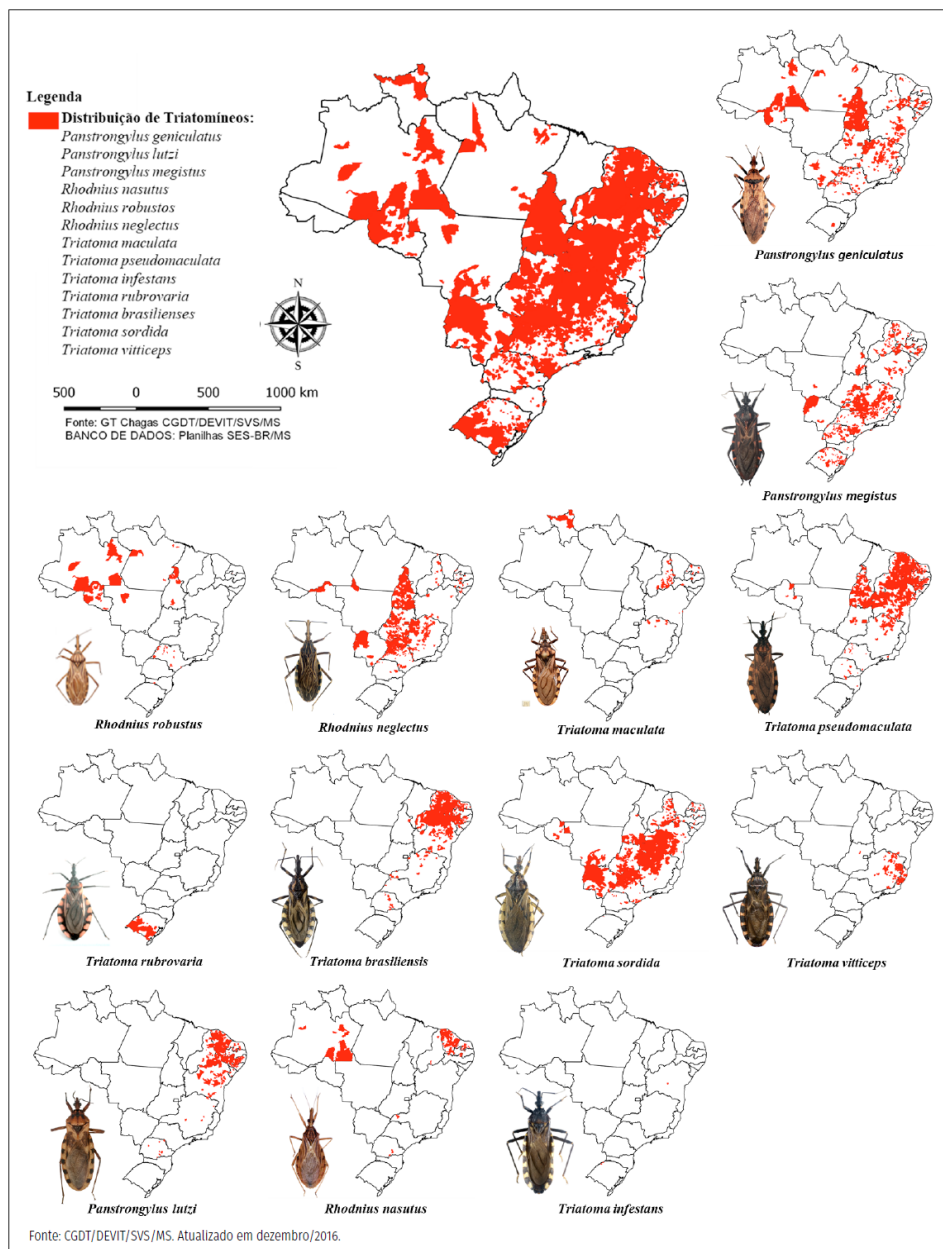 Legenda
Distribuição de Triatomíneos:
Panstrongylus geniculatus
Panstrongylus lutzi
Panstrongylus megistus
Rhodnius nasutus
Rhodnius robustos
Rhodnius neglectus
Triatoma maculata
Triatoma pseudomaculata
Triatoma infestans
Triatoma rubrovaria
Triatoma brasilienses
Triatoma sordida
Triatoma vitticeps
N
S
500 0 500 1000 km
Fonte: GT Chagas CGDT/DEVIT/SVS/MS
BANCO DE DADOS: Planilhas SES-BR/MS
Panstrongylus geniculatus
Panstrongylus megistus
Rhodnius robustus
Rhodnius neglectus
Triatoma maculata
Triatoma pseudomaculata
Triatoma rubrovaria
Triatoma brasiliensis
Triatoma sordida
Triatoma vitticeps
Panstrongylus lutzi
Rhodnius nasutus
Triatoma infestans
Fonte: CGDT/DEVIT/SVS/MS. Atualizado em dezembro/2016.